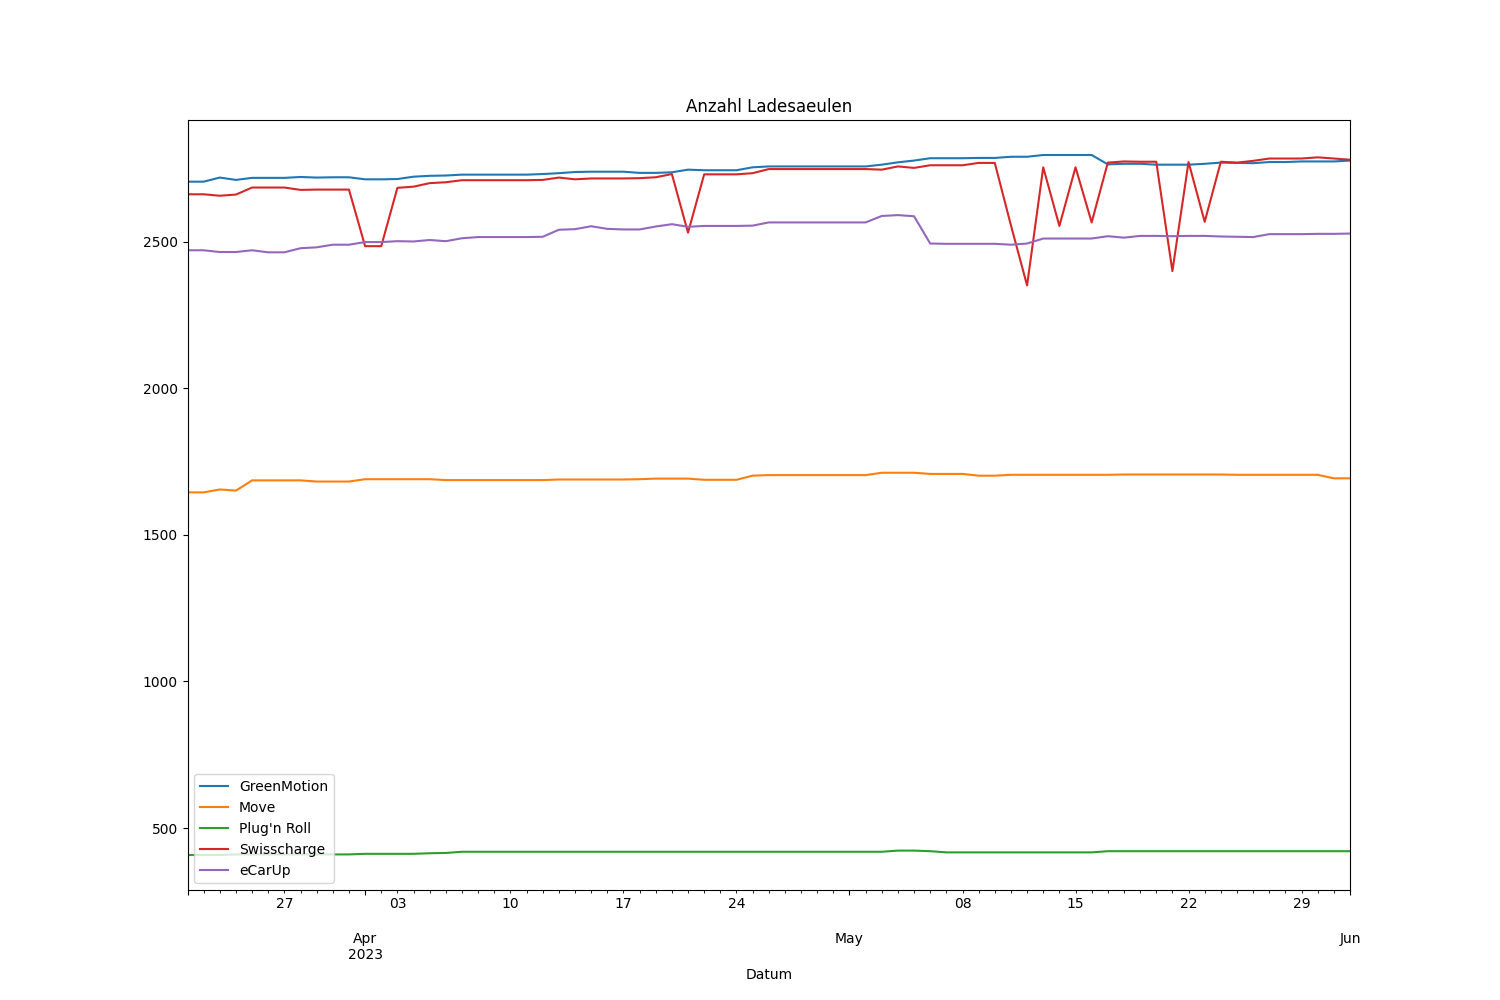 Anzahl Ladesaeulen
2500
2000
1500
1000
500
GreenMotion
Move
Plug'n Roll
Swisscharge
eCarUp
27 03 10 17 24 08 15 22 29
Apr May Jun
2023
Datum